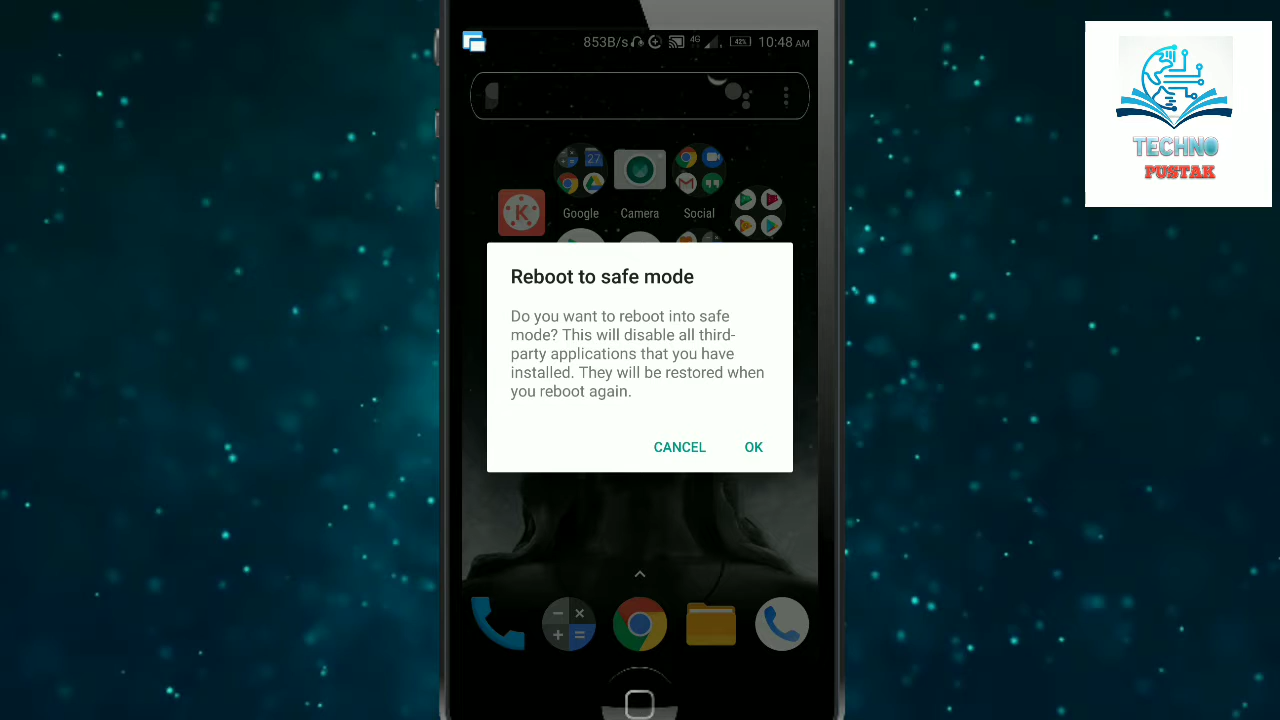 853B/s 4G 42% 10:48 AM
TECHNO
PUSTAK
27
K
Google
Camera
Social
Reboot to safe mode
Do you want to reboot into safe
mode? This will disable all third-
party applications that you have
installed. They will be restored when
you reboot again.
CANCEL OK